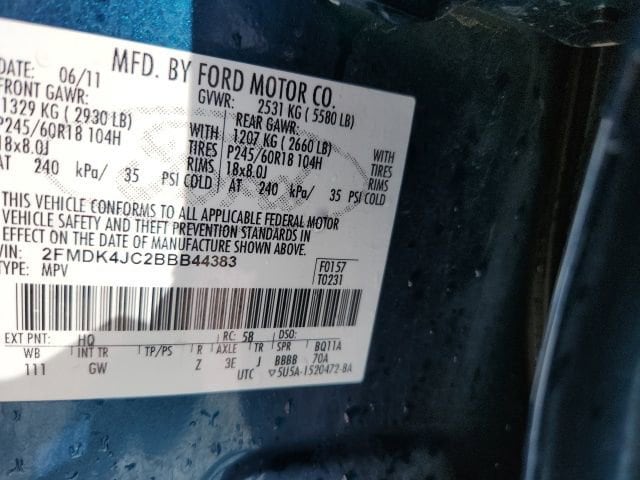 MFD. BY FORD MOTOR CO.
DATE: 06/11 GVWR: 2531 KG ( 5580 LB)
FRONT GAWR: REAR GAWR:
1329 KG ( 2930 LB) WITH 1207 KG ( 2660 LB) WITH
P245/60R18 104H TIRES P245/60R18 104H TIRES
18x8.0J RIMS 18x8.0J RIMS
AT 240 kPa/ 35 PSI COLD AT 240 kPa/ 35 PSI COLD
THIS VEHICLE CONFORMS TO ALL APPLICABLE FEDERAL MOTOR
VEHICLE SAFETY AND THEFT PREVENTION STANDARDS IN
EFFECT ON THE DATE OF MANUFACTURE SHOWN ABOVE.
VIN: 2FMDK4JC2BBB44383 F0157
TYPE: MPV T0231
EXT PNT: HQ RC: 5B DSO:
WB INT TR TP/PS R AXLE TR SPR BQ11A
111 GW Z 3E J BBBB 70A
UTC ▽5U5A-1520472-BA